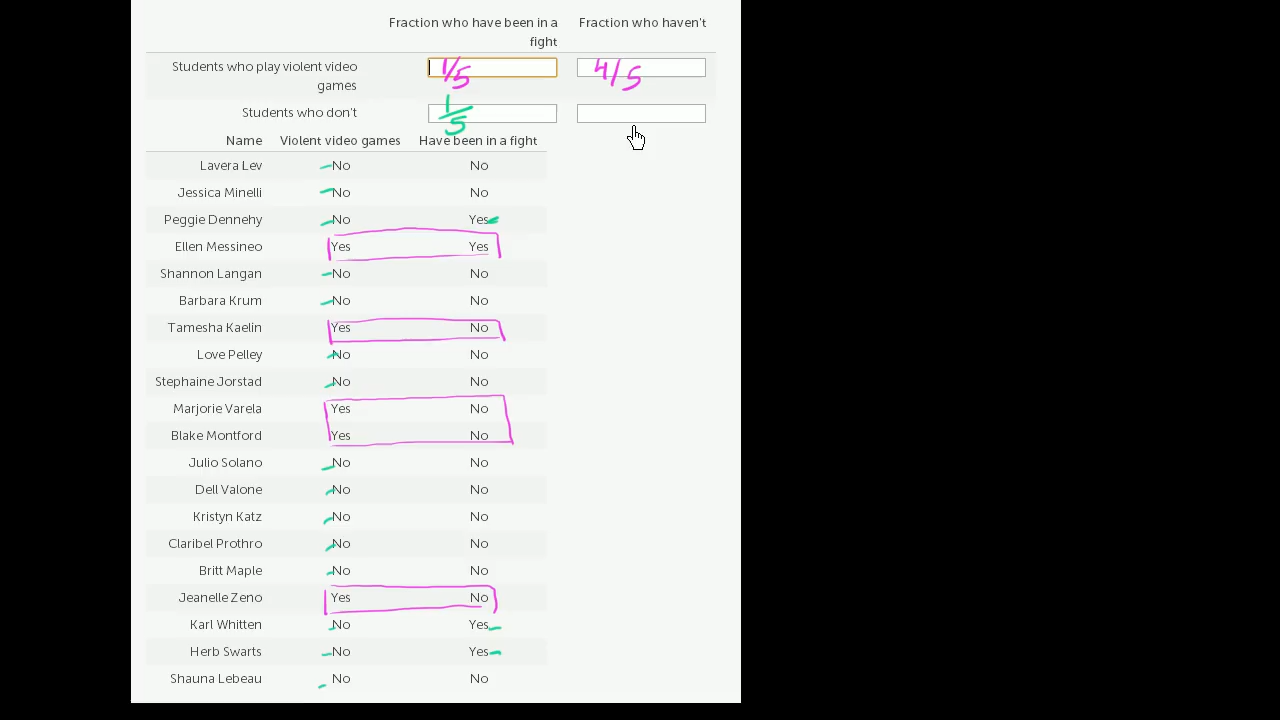 Fraction who have been in a fight Fraction who haven't
Students who play violent video games 1/5 4/5
Students who don't 1/5
Name Violent video games Have been in a fight
Lavera Lev No No
Jessica Minelli No No
Peggie Dennehy No Yes
Ellen Messineo Yes Yes
Shannon Langan No No
Barbara Krum No No
Tamesha Kaelin Yes No
Love Pelley No No
Stephaine Jorstad No No
Marjorie Varela Yes No
Blake Montford Yes No
Julio Solano No No
Dell Valone No No
Kristyn Katz No No
Claribel Prothro No No
Britt Maple No No
Jeanelle Zeno Yes No
Karl Whitten No Yes
Herb Swarts No Yes
Shauna Lebeau No No